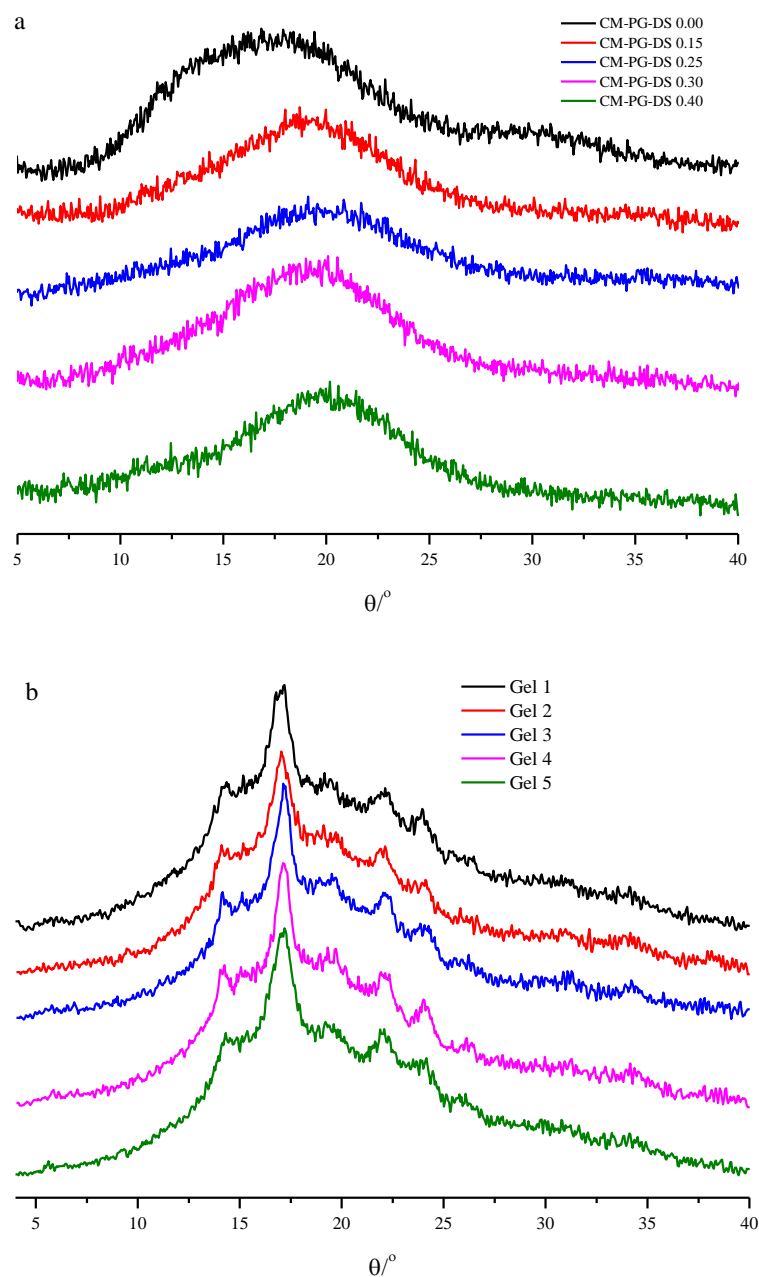 a
CM-PG-DS 0.00
CM-PG-DS 0.15
CM-PG-DS 0.25
CM-PG-DS 0.30
CM-PG-DS 0.40
5 10 15 20 25 30 35 40
θ/°
b
Gel 1
Gel 2
Gel 3
Gel 4
Gel 5
5 10 15 20 25 30 35 40
θ/°